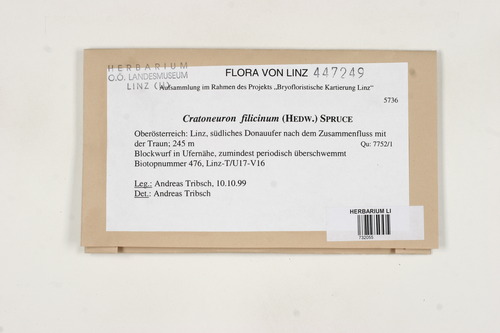 HERBARIUM
O.Ö. LANDESMUSEUM
LINZ (N)
FLORA VON LINZ 447249
Aufsammlung im Rahmen des Projekts „Bryofloristische Kartierung Linz“
5736
Cratoneuron filicinum (HEDW.) SPRUCE
Oberösterreich: Linz, südliches Donauufer nach dem Zusammenfluss mit
der Traun; 245 m
Qu: 7752/1
Blockwurf in Ufernähe, zumindest periodisch überschwemmt
Biotopnummer 476, Linz-T/U17-V16
Leg.: Andreas Tribsch, 10.10.99
Det.: Andreas Tribsch
HERBARIUM LI
732055